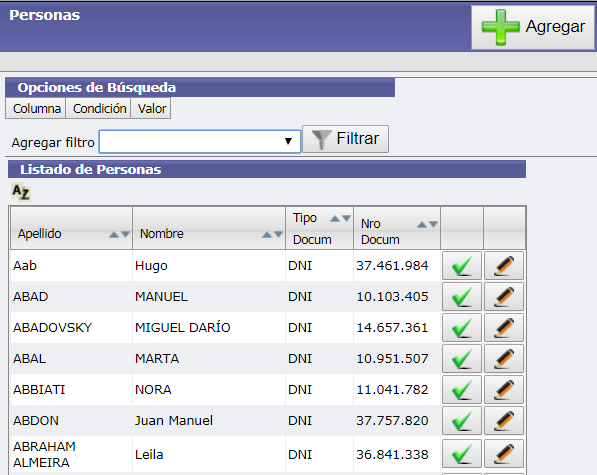 Personas
Agregar
Opciones de Búsqueda
Columna Condición Valor
Agregar filtro Filtrar
Listado de Personas
AZ
Apellido Nombre Tipo Docum Nro Docum
Aab Hugo DNI 37.461.984
ABAD MANUEL DNI 10.103.405
ABADOVSKY MIGUEL DARÍO DNI 14.657.361
ABAL MARTA DNI 10.951.507
ABBIATI NORA DNI 11.041.782
ABDON Juan Manuel DNI 37.757.820
ABRAHAM ALMEIRA Leila DNI 36.841.338